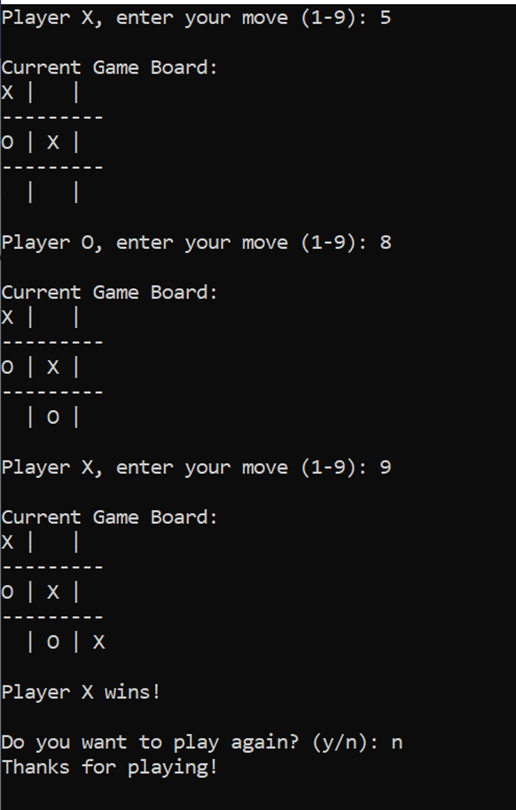 Player X, enter your move (1-9): 5

Current Game Board:
X |   |
---------
O | X |
---------
  |   |

Player O, enter your move (1-9): 8

Current Game Board:
X |   |
---------
O | X |
---------
  | O |

Player X, enter your move (1-9): 9

Current Game Board:
X |   |
---------
O | X |
---------
  | O | X

Player X wins!

Do you want to play again? (y/n): n
Thanks for playing!